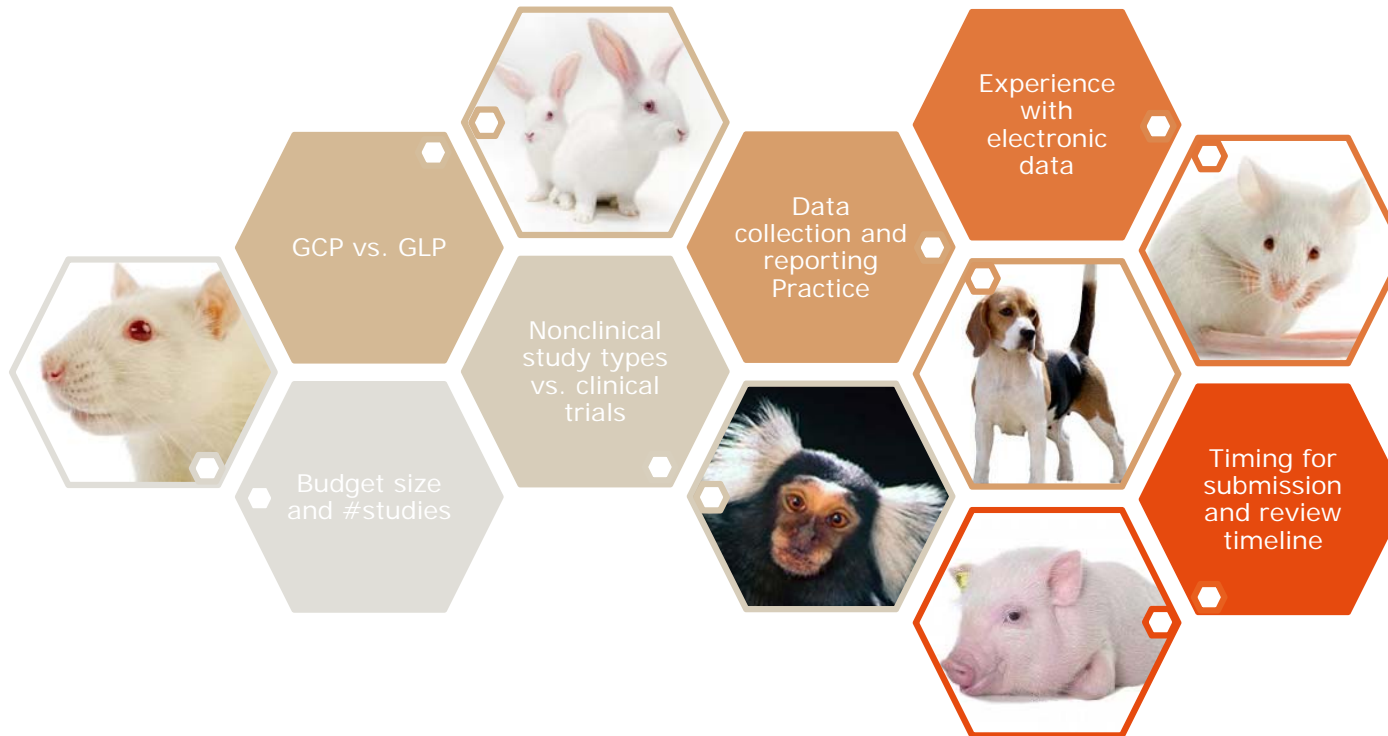 GCP vs. GLP
Budget size
and #studies
Nonclinical
study types
vs. clinical
trials
Data
collection and
reporting
Practice
Experience
with
electronic
data
Timing for
submission
and review
timeline